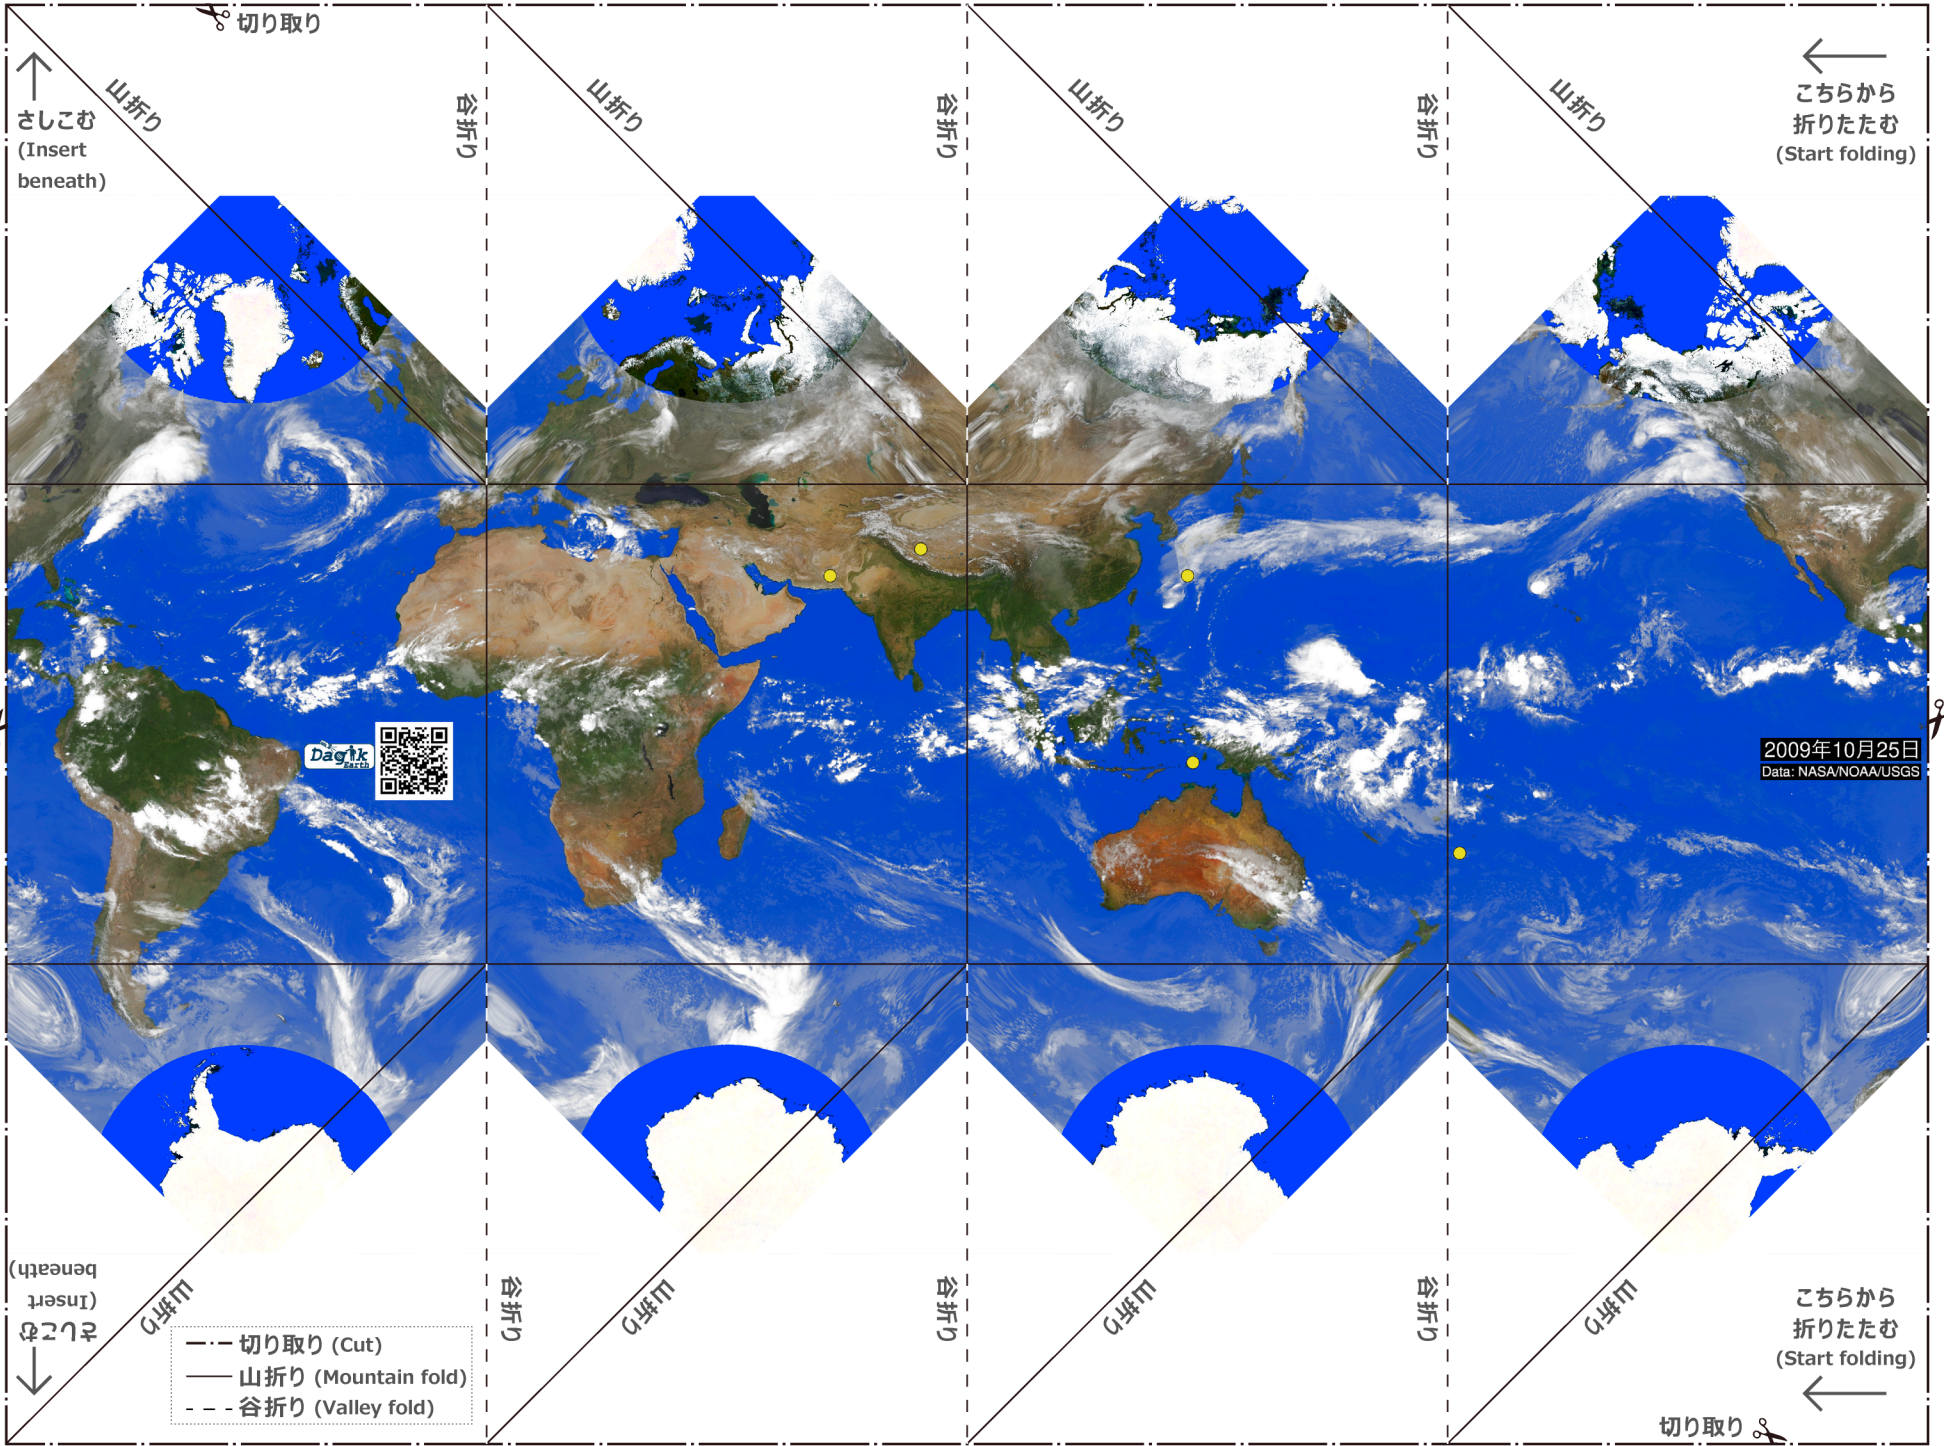 切り取り
山折り
谷折り
山折り
谷折り
山折り
谷折り
山折り
さしこむ
(Insert
beneath)
こちらから
折りたたむ
(Start folding)
Dagik
Earth
2009年10月25日
Data: NASA/NOAA/USGS
さしこむ
(Insert
beneath)
山折り
谷折り
山折り
谷折り
山折り
谷折り
山折り
こちらから
折りたたむ
(Start folding)
切り取り (Cut)
山折り (Mountain fold)
谷折り (Valley fold)
切り取り